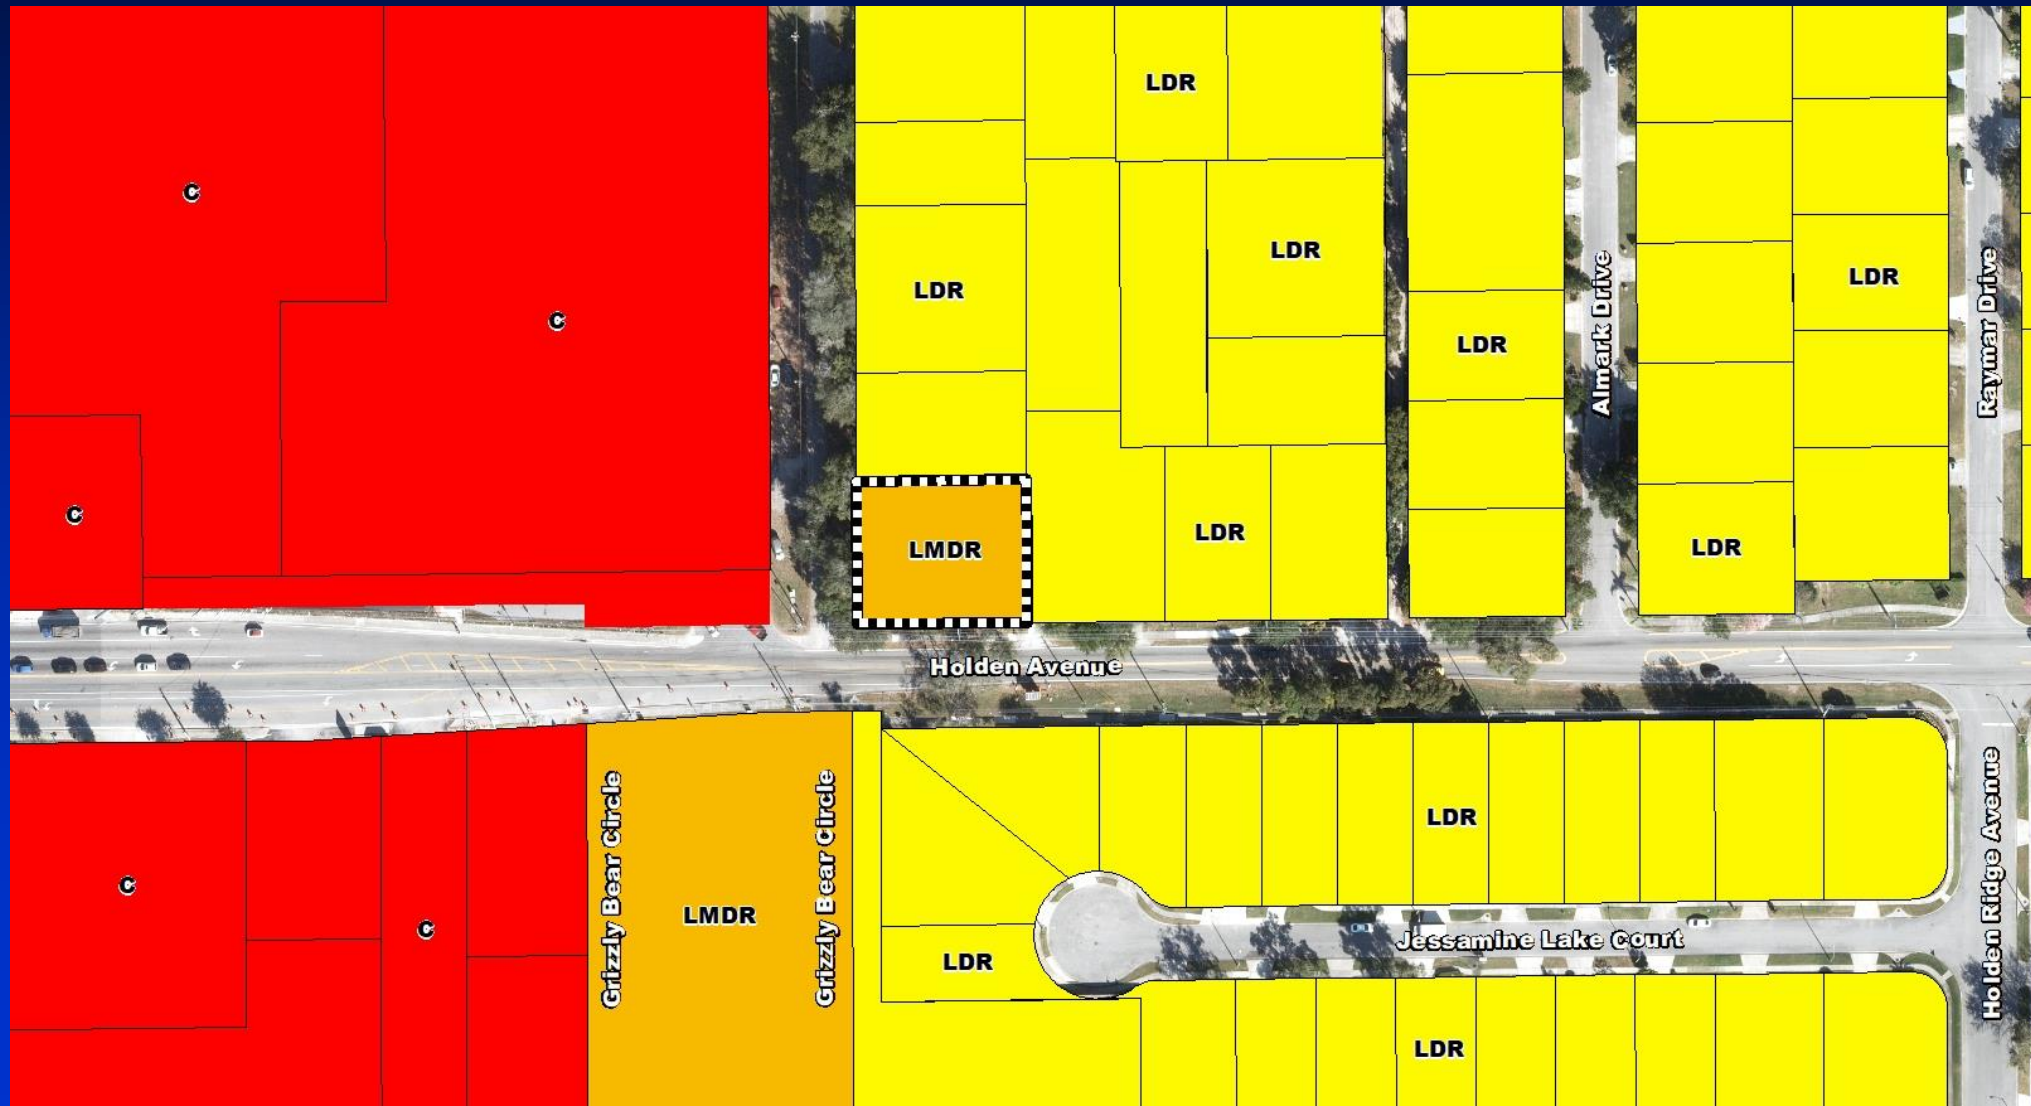 LDR
C
LDR
LDR
LDR
C
LDR
Almark Drive
Raymar Drive
C
LDR
LMDR
LDR
Holden Avenue
LDR
Grizzly Bear Circle
Grizzly Bear Circle
Holden Ridge Avenue
C
LMDR
C
Jessamine Lake Court
LDR
LDR